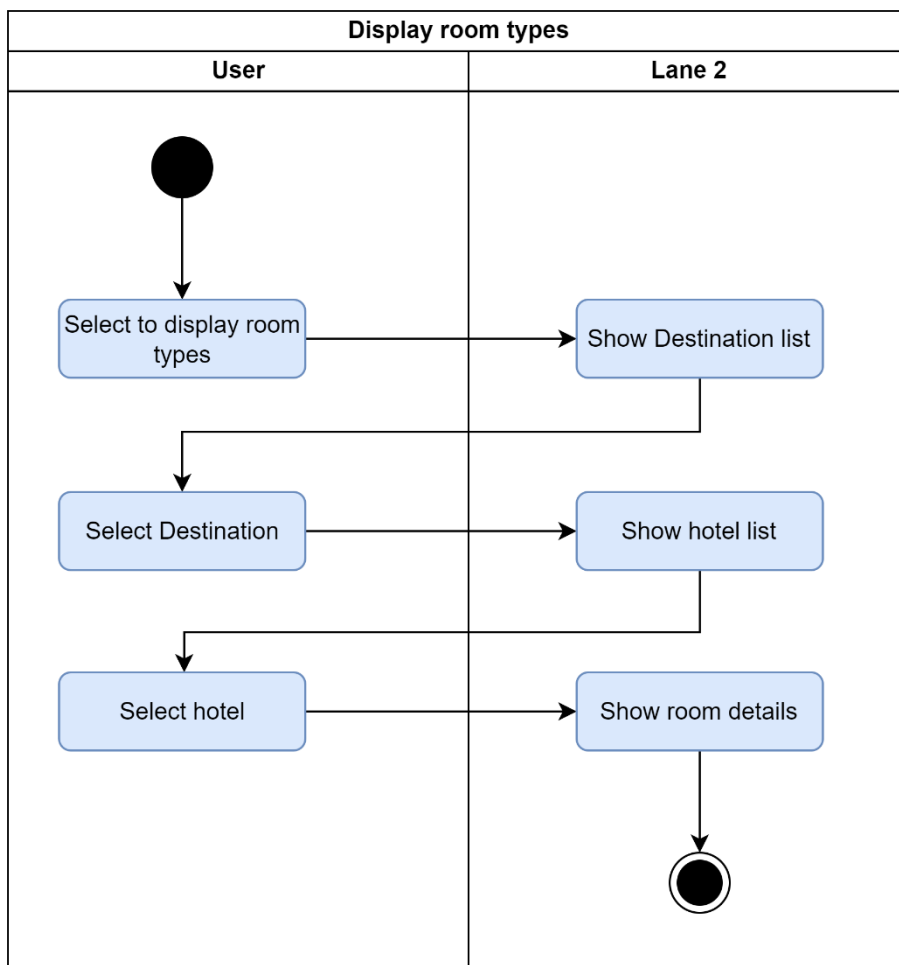 Display room types
User
Lane 2
Select to display room
types
Show Destination list
Select Destination
Show hotel list
Select hotel
Show room details